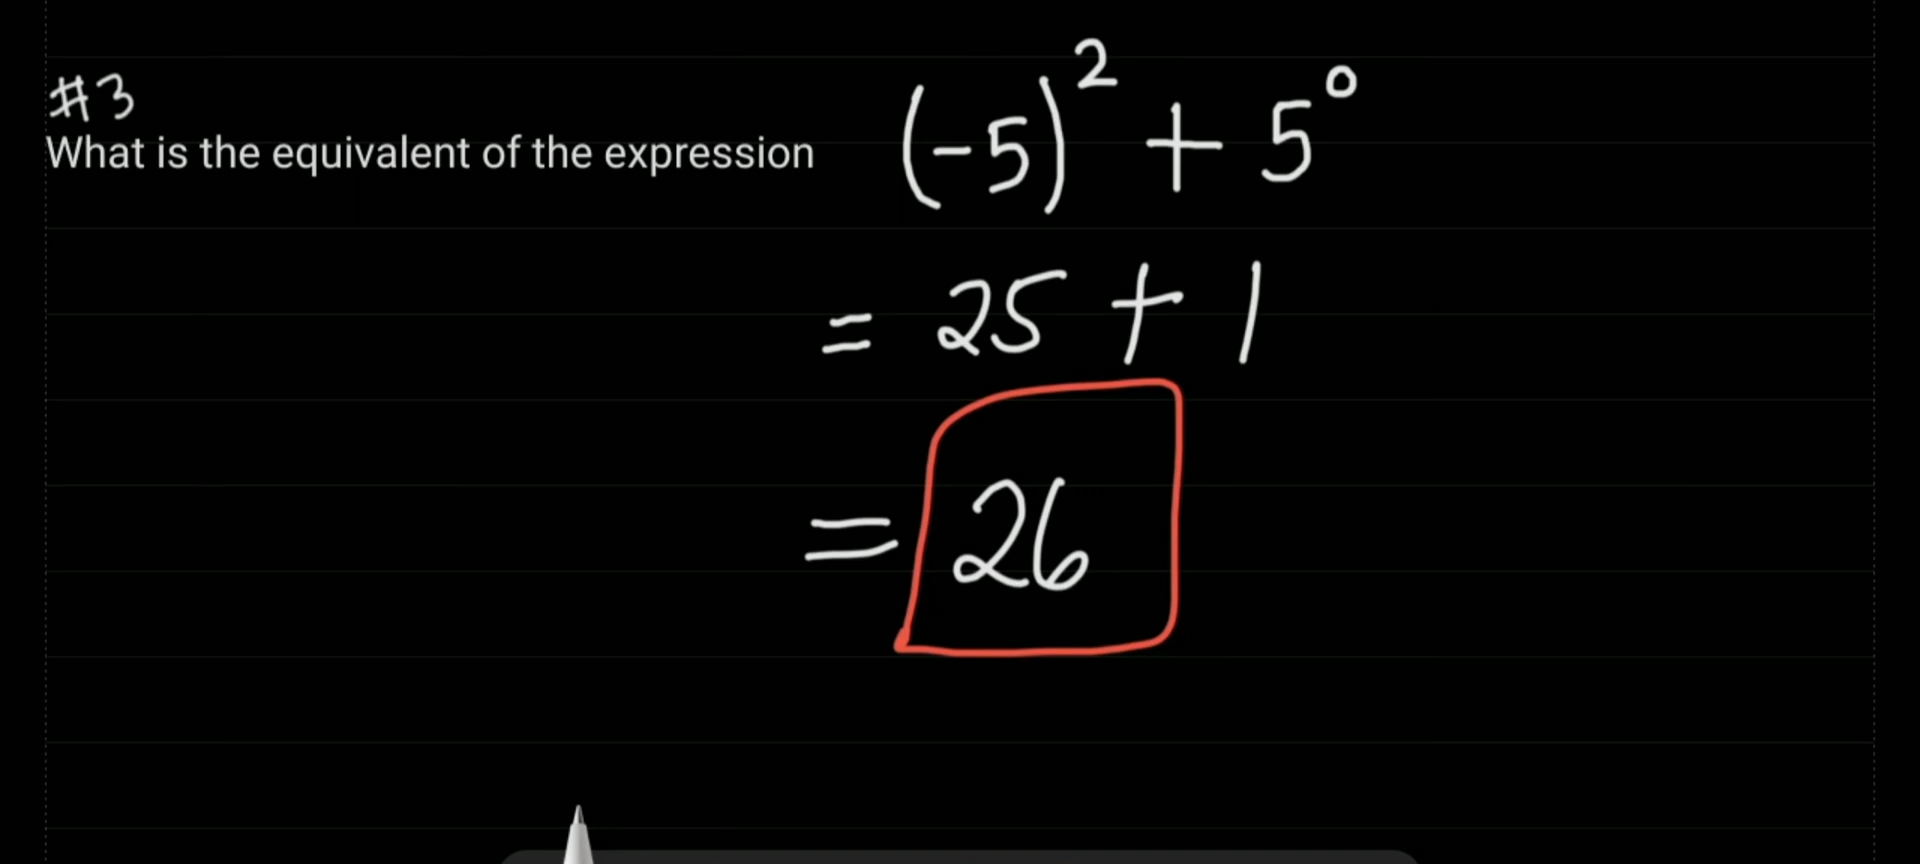 #3
What is the equivalent of the expression (-5)² + 5⁰
= 25 + 1
= 26